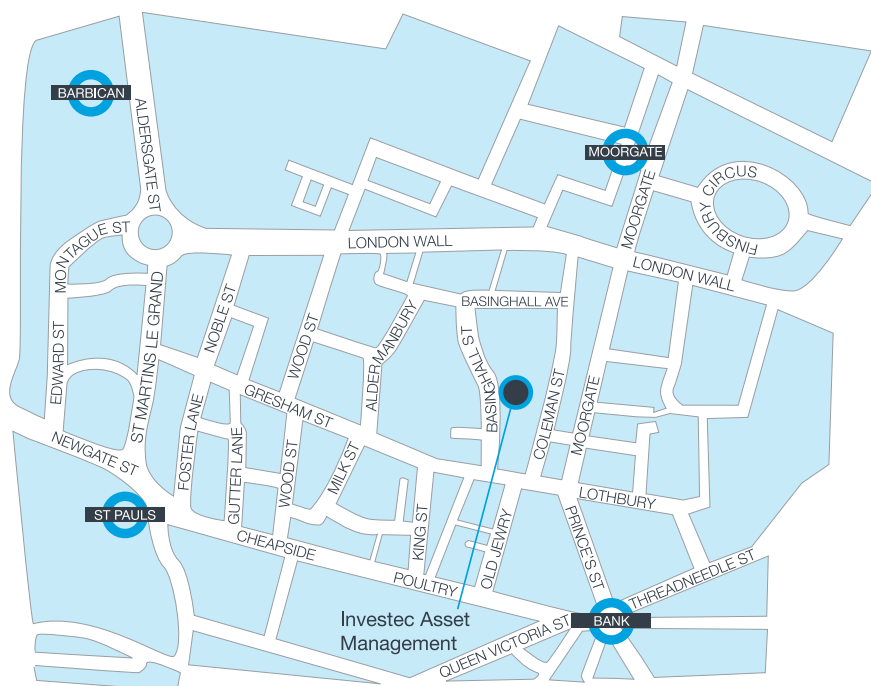 BARBICAN
ALDERSGATE ST
MOORGATE
MOORGATE
FINSBURY CIRCUS
MONTAGUE ST
LONDON WALL
LONDON WALL
ST MARTINS LE GRAND
NOBLE ST
WOOD ST
ALDERMANBURY
BASINGHALL AVE
BASINGHALL ST
EDWARD ST
GRESHAM ST
COLEMAN ST
MOORGATE
NEWGATE ST
FOSTER LANE
GUTTER LANE
WOOD ST
MILK ST
LOTHBURY
ST PAULS
CHEAPSIDE
KING ST
OLD JEWRY
PRINCE'S ST
POULTRY
THREADNEEDLE ST
Investec Asset
Management
QUEEN VICTORIA ST
BANK